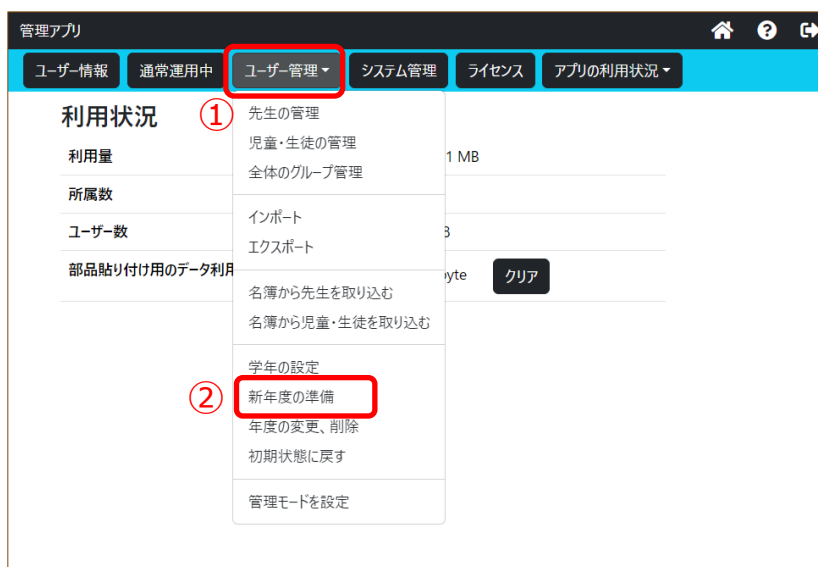 管理アプリ
ユーザー情報 通常運用中 ユーザー管理 システム管理 ライセンス アプリの利用状況
利用状況 ① 先生の管理
児童・生徒の管理
利用量 1 MB
全体のグループ管理
所属数
インポート
ユーザー数
エクスポート
部品貼り付け用のデータ利 byte クリア
名簿から先生を取り込む
名簿から児童・生徒を取り込む
学年の設定
② 新年度の準備
年度の変更、削除
初期状態に戻す
管理モードを設定